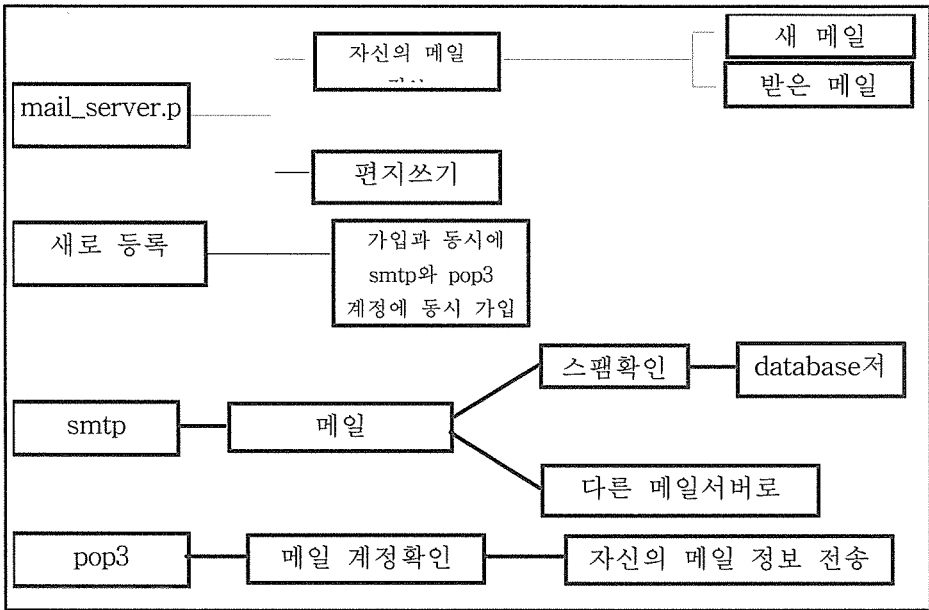 자신의 메일
새 메일
받은 메일
mail_server.p
편지쓰기
새로 등록
가입과 동시에
smtp와 pop3
계정에 동시 가입
스팸확인
database저
smtp
메일
다른 메일서버로
pop3
메일 계정확인
자신의 메일 정보 전송